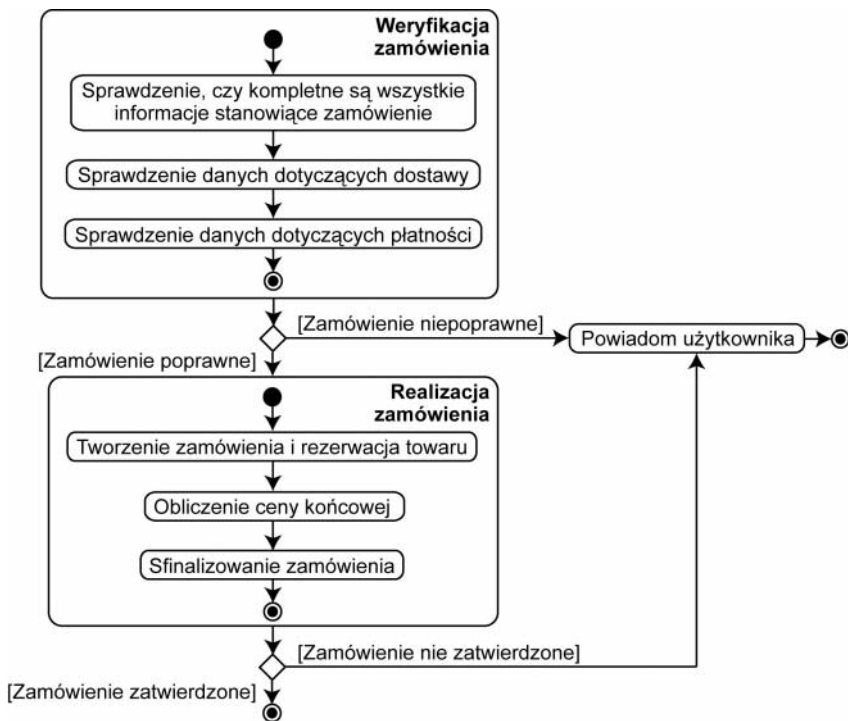 Weryfikacja
zamówienia
Sprawdzenie, czy kompletne są wszystkie
informacje stanowiące zamówienie
Sprawdzenie danych dotyczących dostawy
Sprawdzenie danych dotyczących płatności
[Zamówienie niepoprawne]
Powiadom użytkownika
[Zamówienie poprawne]
Realizacja
zamówienia
Tworzenie zamówienia i rezerwacja towaru
Obliczenie ceny końcowej
Sfinalizowanie zamówienia
[Zamówienie nie zatwierdzone]
[Zamówienie zatwierdzone]